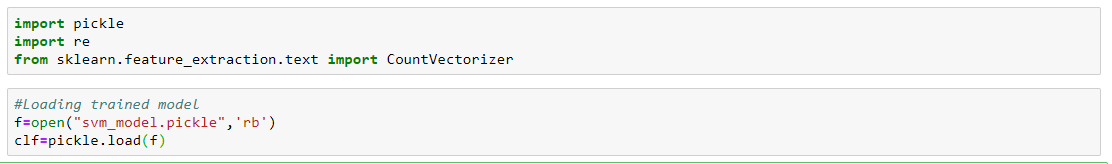 import pickle
import re
from sklearn.feature_extraction.text import CountVectorizer
#Loading trained model
f=open("svm_model.pickle",'rb')
clf=pickle.load(f)